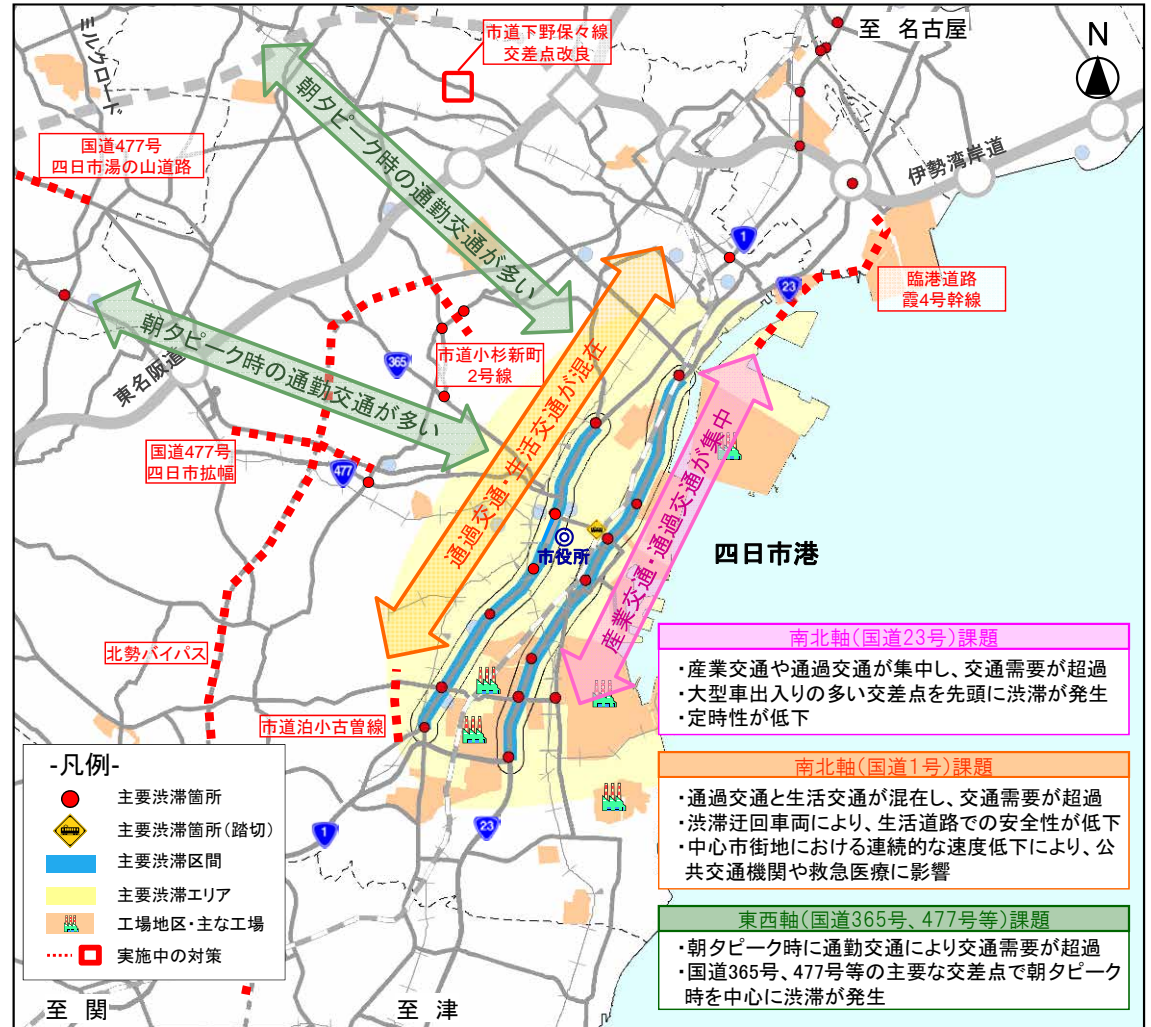 市道下野保々線
交差点改良
至 名古屋
N
ミルクロード
国道477号
四日市湯の山道路
朝夕ピーク時の通勤交通が多い
伊勢湾岸道
1
23
臨港道路
霞4号幹線
朝夕ピーク時の通勤交通が多い
東名阪道
365
市道小杉新町
2号線
通過交通・生活交通が混在
産業交通・通過交通が集中
国道477号
四日市拡幅
477
市役所
四日市港
北勢バイパス
市道泊小古曽線
南北軸(国道23号)課題
・産業交通や通過交通が集中し、交通需要が超過
・大型車出入りの多い交差点を先頭に渋滞が発生
・定時性が低下
南北軸(国道1号)課題
・通過交通と生活交通が混在し、交通需要が超過
・渋滞迂回車両により、生活道路での安全性が低下
・中心市街地における連続的な速度低下により、公
共交通機関や救急医療に影響
東西軸(国道365号、477号等)課題
・朝夕ピーク時に通勤交通により交通需要が超過
・国道365号、477号等の主要な交差点で朝夕ピーク
時を中心に渋滞が発生
-凡例-
主要渋滞箇所
主要渋滞箇所(踏切)
主要渋滞区間
主要渋滞エリア
工場地区・主な工場
実施中の対策
1
23
至 関
至 津